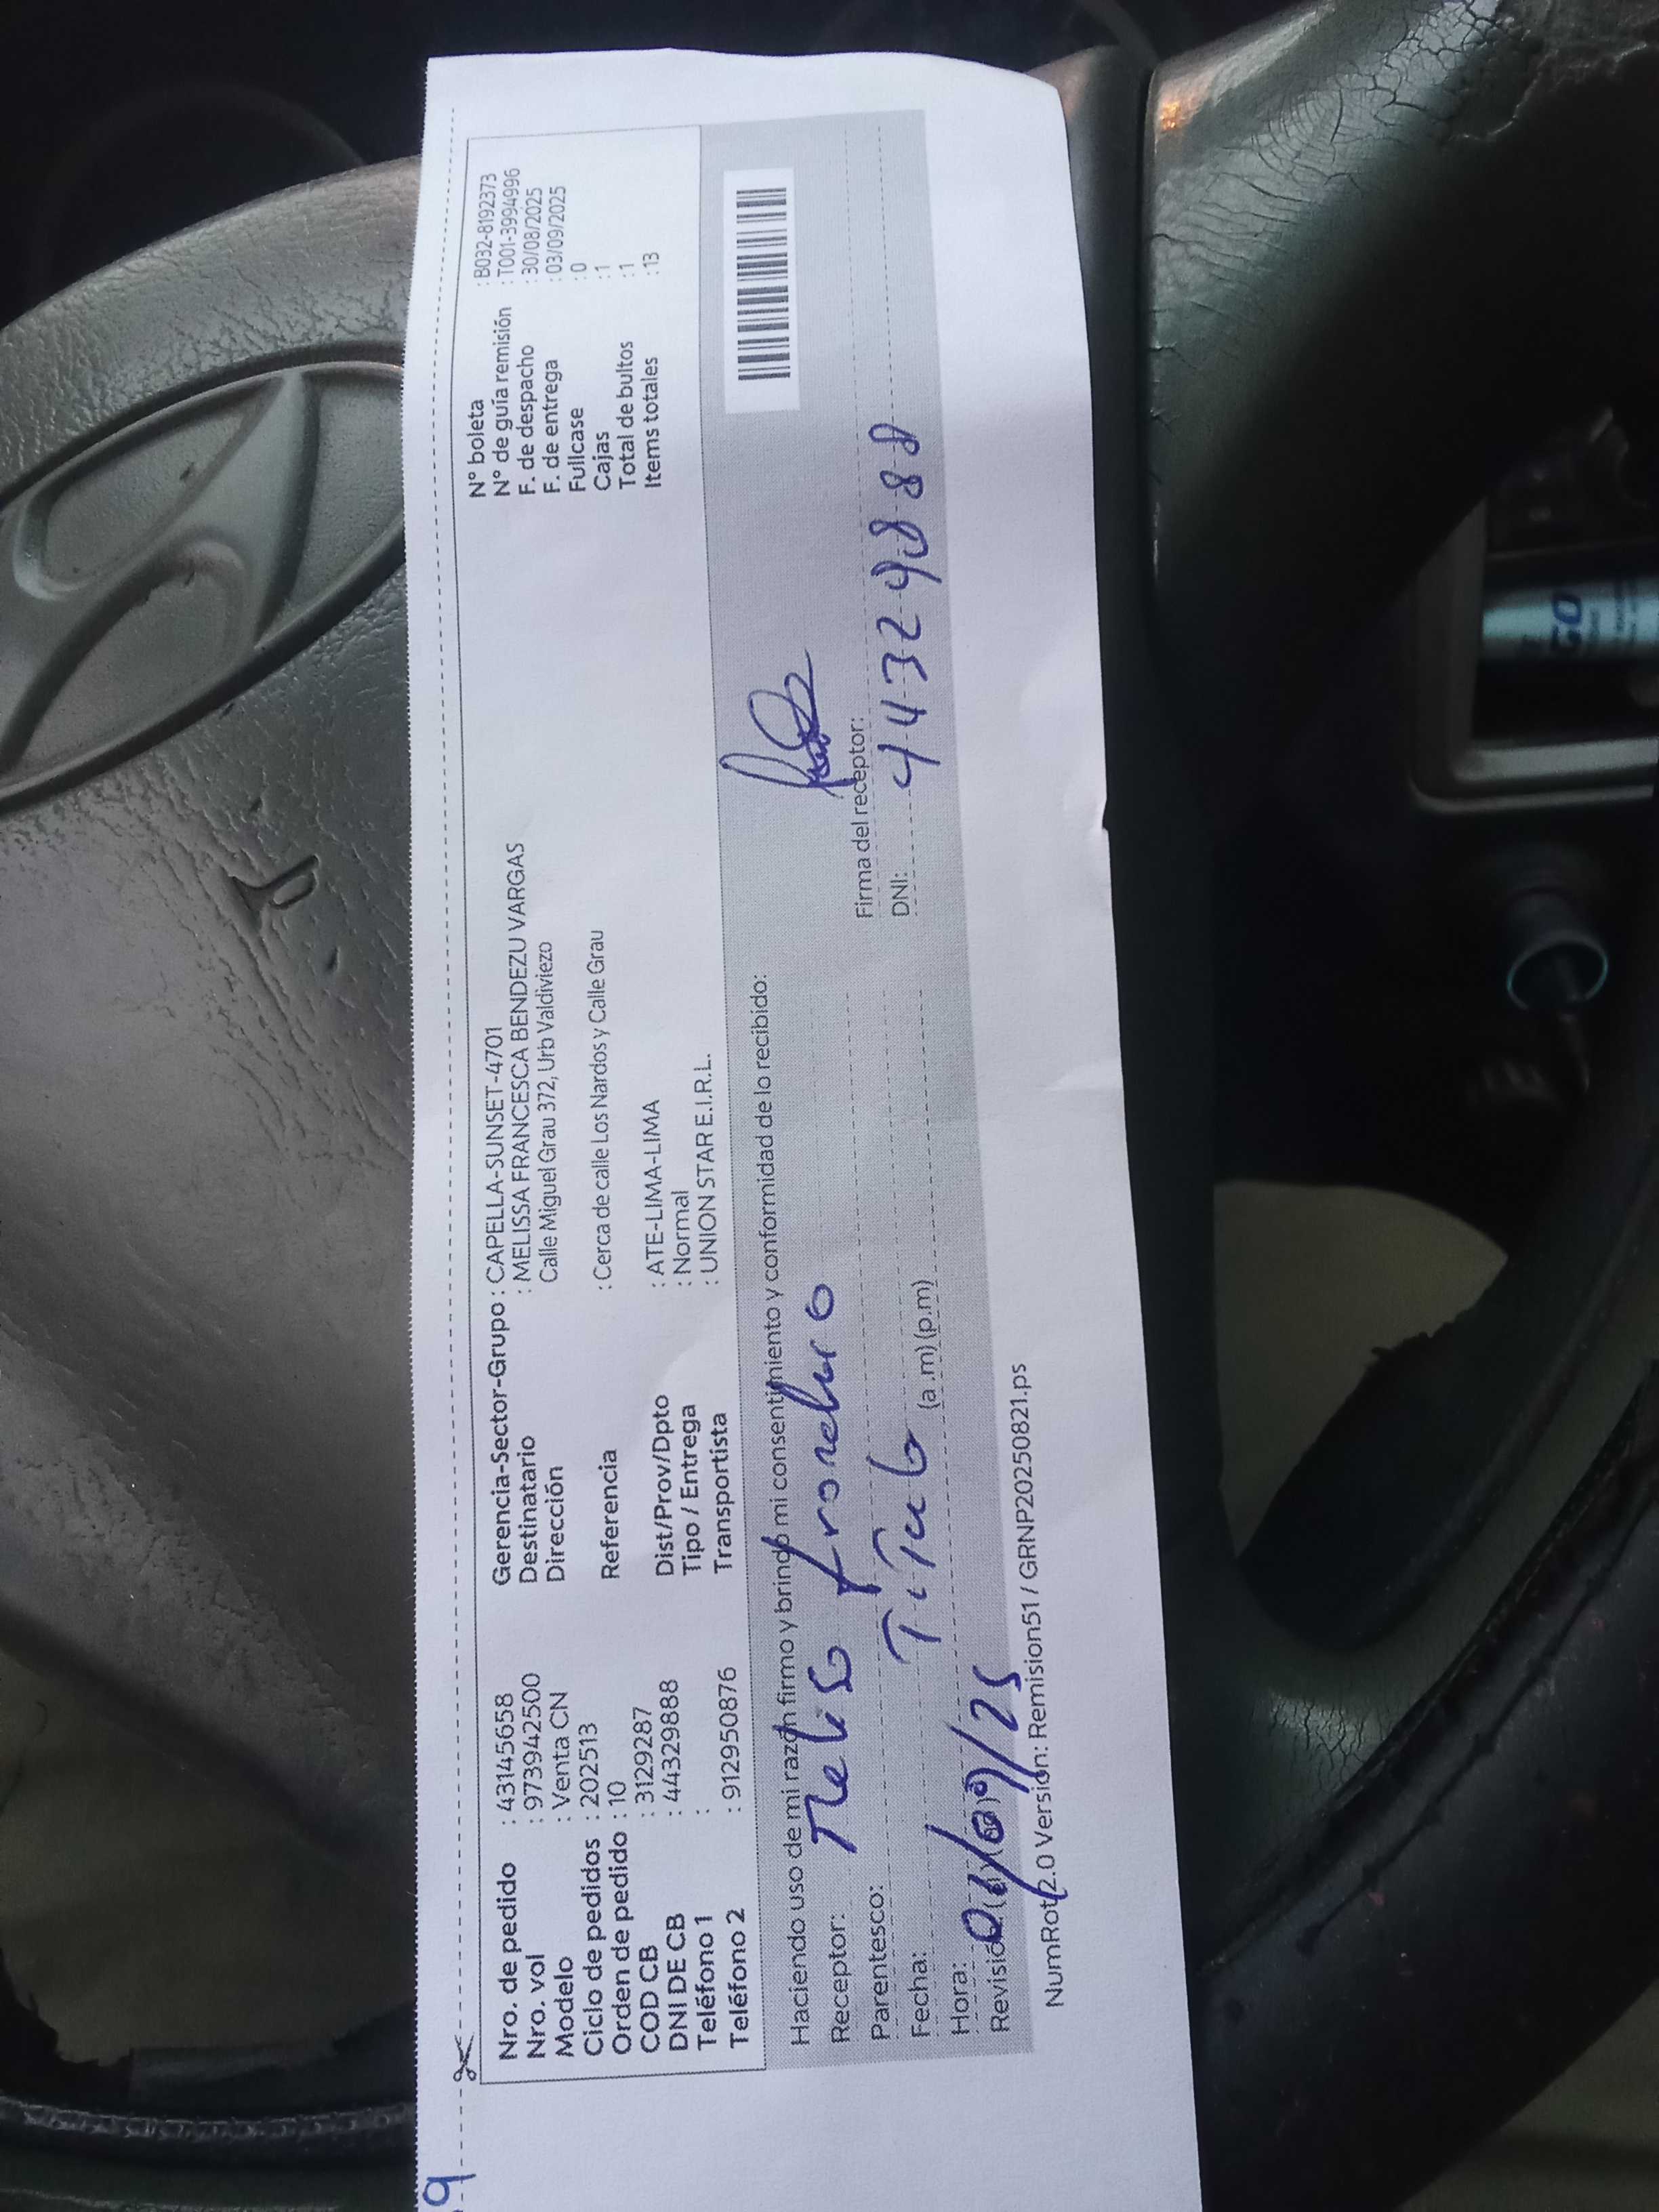 9
Nro. de pedido : 43145658
Nro. vol : 973942500
Modelo : Venta CN
Ciclo de pedidos : 202513
Orden de pedido : 10
COD CB : 3129287
DNI DE CB : 44329888
Teléfono 1 :
Teléfono 2 : 912950876
Gerencia-Sector-Grupo : CAPELLA-SUNSET-4701
Destinatario : MELISSA FRANCESCA BENDEZU VARGAS
Dirección Calle Miguel Grau 372, Urb Valdiviezo
Referencia : Cerca de calle Los Nardos y Calle Grau
Dist/Prov/Dpto : ATE-LIMA-LIMA
Tipo / Entrega : Normal
Transportista : UNION STAR E.I.R.L.
N° boleta : B032-8192373
N° de guía remisión : T001-3994996
F. de despacho : 30/08/2025
F. de entrega : 03/09/2025
Fullcase : 0
Cajas : 1
Total de bultos : 1
Items totales : 13
Haciendo uso de mi razón firmo y brindo mi consentimiento y conformidad de lo recibido:
Receptor:
Parentesco:
Fecha:
Hora: (a.m) (p.m)
Firma del receptor:
DNI: 44329888
NumRot 2.0 Versión: Remision51 / GRNP20250821.ps
GO